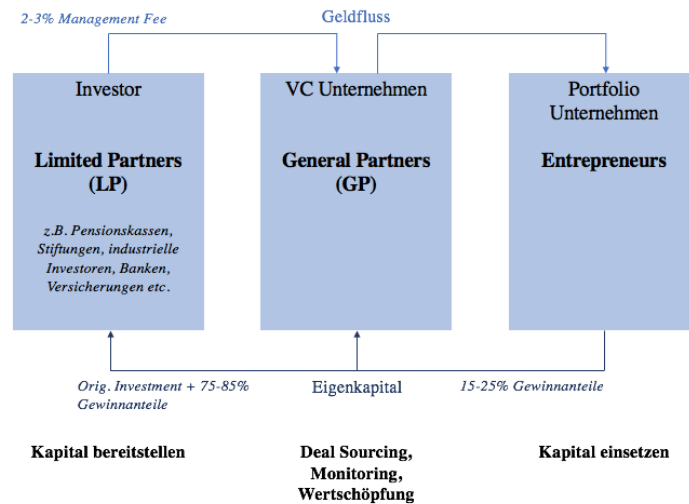 2-3% Management Fee
Geldfluss
Investor
Limited Partners
(LP)
z.B. Pensionskassen,
Stiftungen, industrielle
Investoren, Banken,
Versicherungen etc.
VC Unternehmen
General Partners
(GP)
Portfolio
Unternehmen
Entrepreneurs
Orig. Investment + 75-85%
Gewinnanteile
Eigenkapital
15-25% Gewinnanteile
Kapital bereitstellen
Deal Sourcing,
Monitoring,
Wertschöpfung
Kapital einsetzen